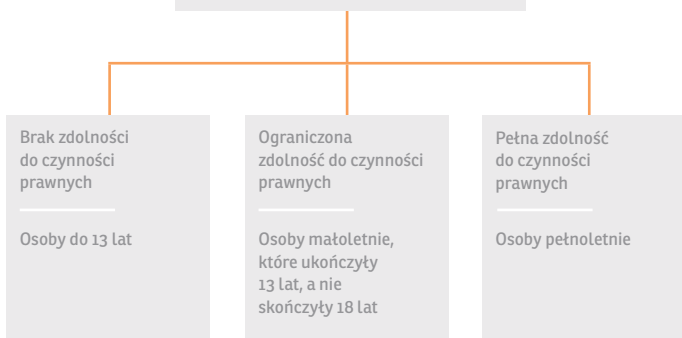 Brak zdolności
do czynności
prawnych
Osoby do 13 lat
Ograniczona
zdolność do czynności
prawnych
Osoby małoletnie,
które ukończyły
13 lat, a nie
skończyły 18 lat
Pełna zdolność
do czynności
prawnych
Osoby pełnoletnie